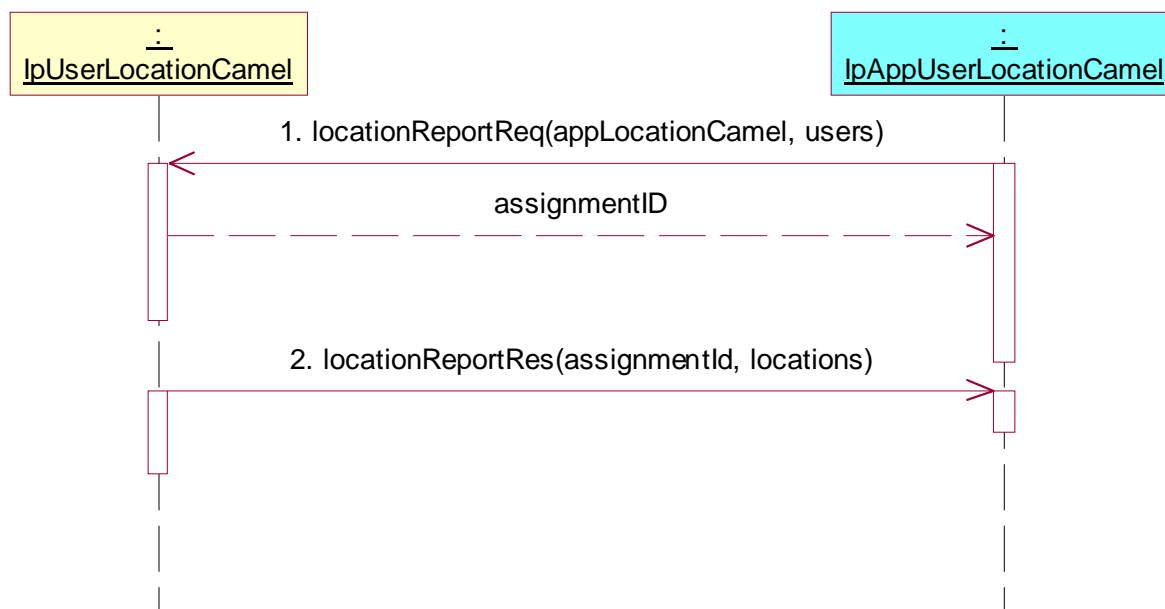 :
IpUserLocationCamel
:
IpAppUserLocationCamel
1. locationReportReq(appLocationCamel, users)
assignmentID
2. locationReportRes(assignmentId, locations)